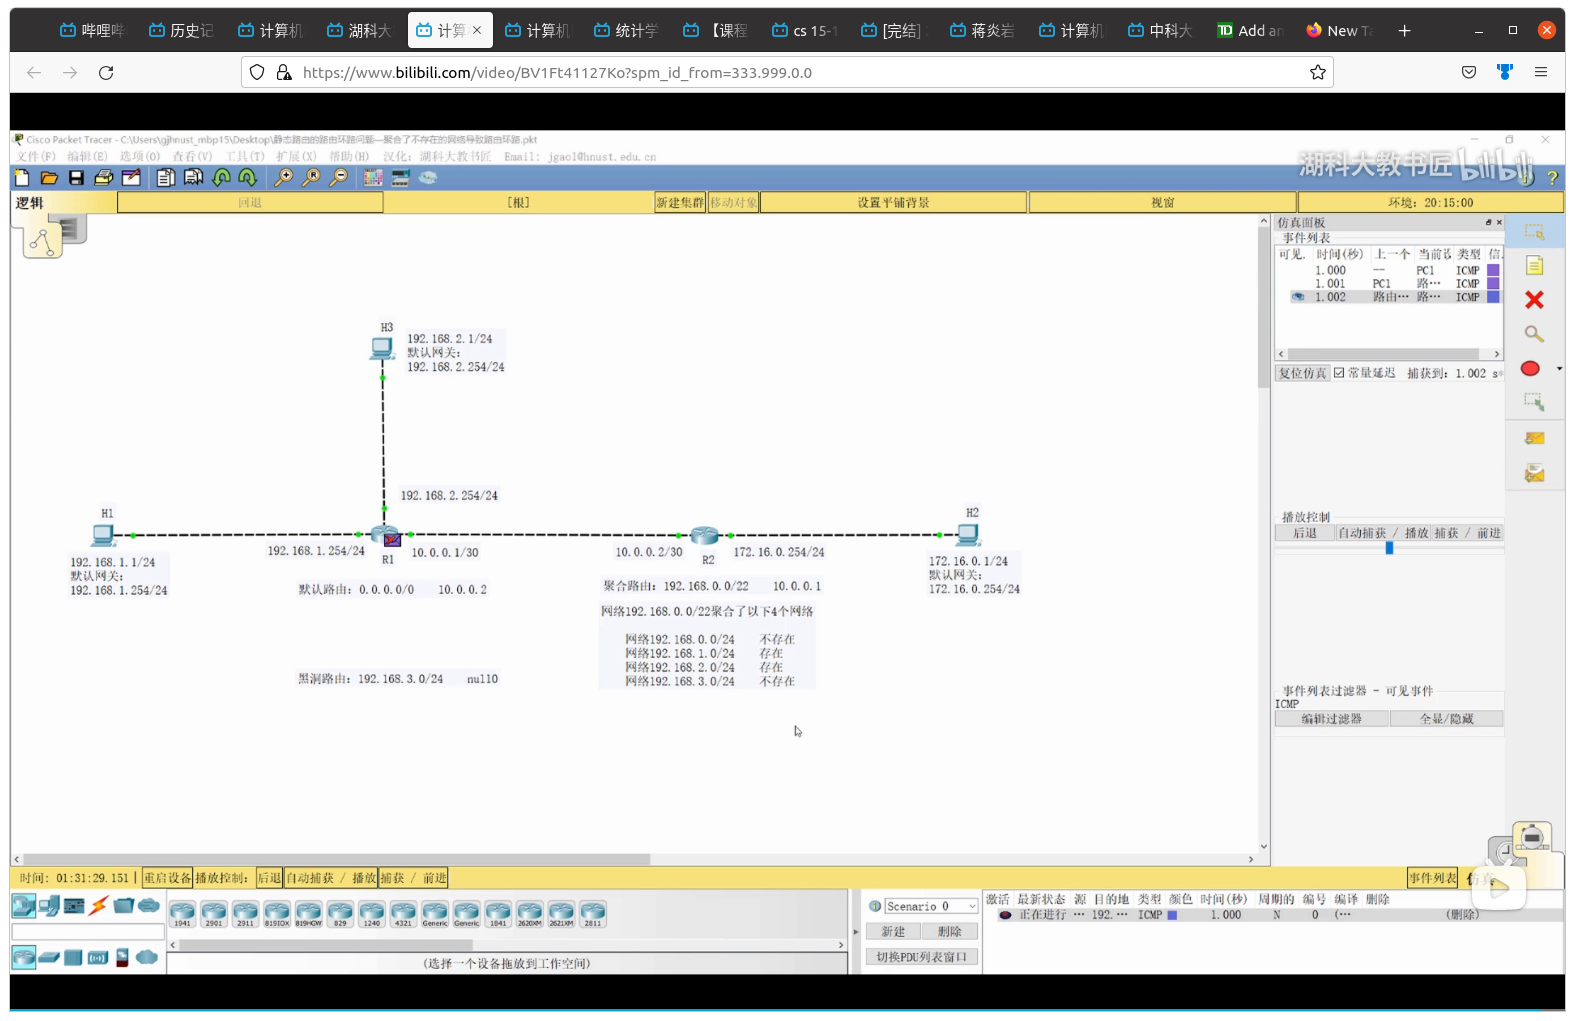 哔哩哔
历史记
计算机
湖科大
计算
计算机
统计学
【课程
cs 15-1
[完结]
蒋炎岩
计算机
中科大
Add an
New Ta
https://www.bilibili.com/video/BV1Ft41127Ko?spm_id_from=333.999.0.0
Cisco Packet Tracer - C:\Users\gjhnust_mbp15\Desktop\静态路由的路由环路问题—聚合了不存在的网络导致路由环路.pkt
文件(F) 编辑(E) 选项(O) 查看(V) 工具(T) 扩展(X) 帮助(H) 汉化: 湖科大教书匠 Email: jgaol@hnust.edu.cn
湖科大教书匠 bilibili
逻辑
回退
[根]
新建集群
移动对象
设置平铺背景
视窗
环境: 20:15:00
仿真面板
事件列表
可见. 时间(秒) 上一个 当前设 类型 信.
1.000 -- PC1 ICMP
1.001 PC1 路… ICMP
1.002 路由… 路… ICMP
复位仿真 常量延迟 捕获到: 1.002 s*
播放控制
后退 自动捕获 / 播放 捕获 / 前进
事件列表过滤器 - 可见事件
ICMP
编辑过滤器 全显/隐藏
H3
192.168.2.1/24
默认网关:
192.168.2.254/24
192.168.2.254/24
H1
192.168.1.1/24
默认网关:
192.168.1.254/24
192.168.1.254/24
R1
10.0.0.1/30
默认路由: 0.0.0.0/0 10.0.0.2
黑洞路由: 192.168.3.0/24 null0
10.0.0.2/30
R2
172.16.0.254/24
聚合路由: 192.168.0.0/22 10.0.0.1
网络192.168.0.0/22聚合了以下4个网络
网络192.168.0.0/24 不存在
网络192.168.1.0/24 存在
网络192.168.2.0/24 存在
网络192.168.3.0/24 不存在
H2
172.16.0.1/24
默认网关:
172.16.0.254/24
时间: 01:31:29.151 重启设备 播放控制: 后退 自动捕获 / 播放 捕获 / 前进
事件列表
仿真
1941 2901 2911 819IOX 819HGW 829 1240 4321 Generic Generic 1841 2620XM 2621XM 2811
(选择一个设备拖放到工作空间)
Scenario 0
新建 删除
切换PDU列表窗口
激活 最新状态 源 目的地 类型 颜色 时间(秒) 周期的 编号 编译 删除
正在进行 … 192.… ICMP 1.000 N 0 (… (删除)